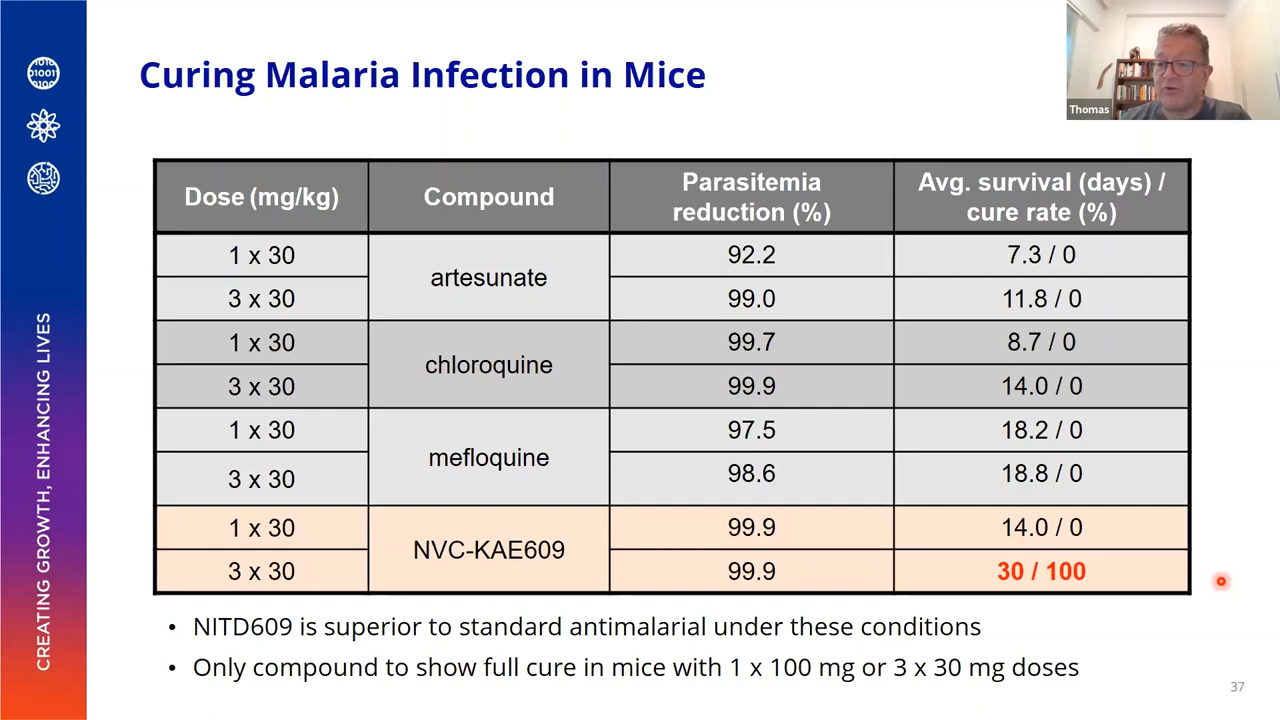 Curing Malaria Infection in Mice
Thomas
01010
01001
0100
CREATING GROWTH, ENHANCING LIVES
Dose (mg/kg) Compound Parasitemia reduction (%) Avg. survival (days) / cure rate (%)
1 x 30 artesunate 92.2 7.3 / 0
3 x 30 99.0 11.8 / 0
1 x 30 chloroquine 99.7 8.7 / 0
3 x 30 99.9 14.0 / 0
1 x 30 mefloquine 97.5 18.2 / 0
3 x 30 98.6 18.8 / 0
1 x 30 NVC-KAE609 99.9 14.0 / 0
3 x 30 99.9 30 / 100
• NITD609 is superior to standard antimalarial under these conditions
• Only compound to show full cure in mice with 1 x 100 mg or 3 x 30 mg doses
37